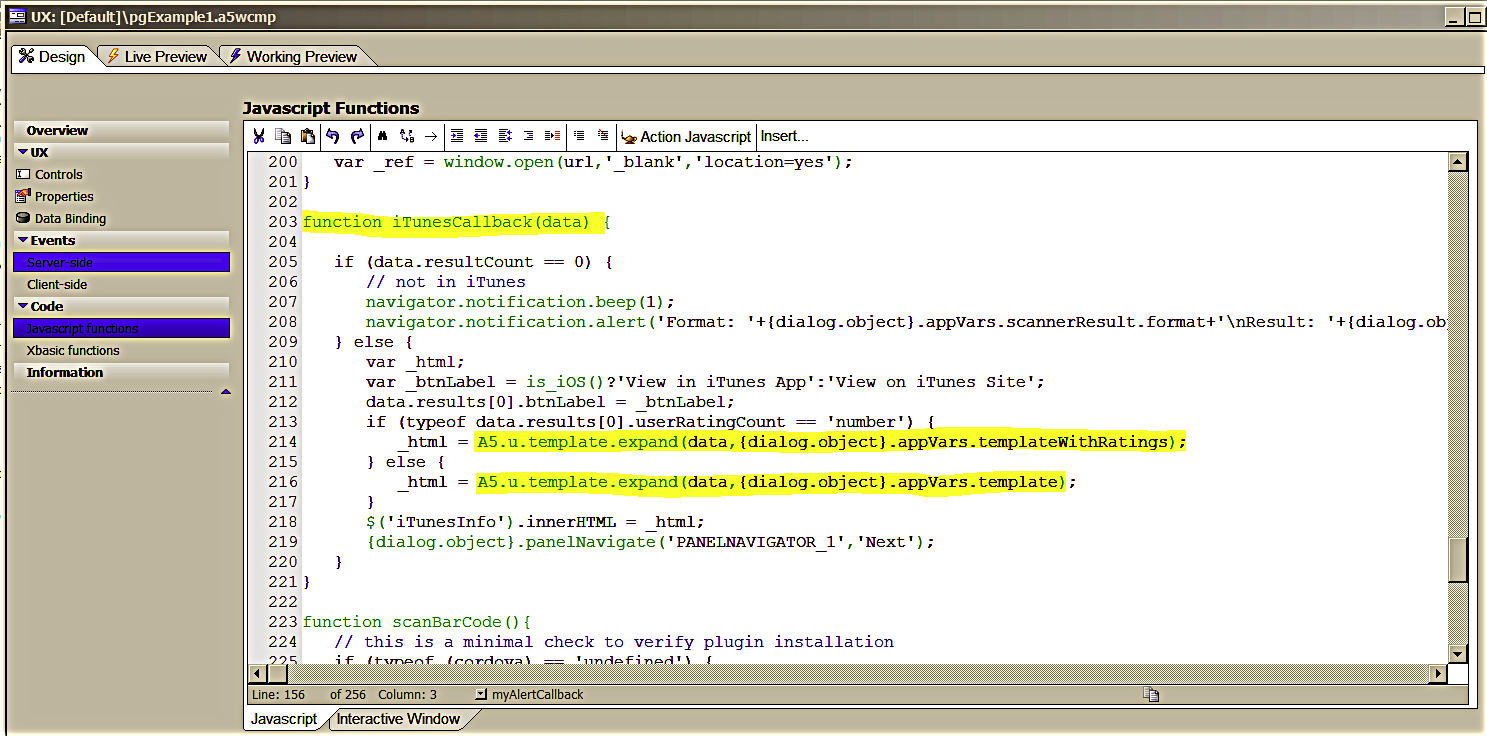 UX: [Default]\pgExample1.a5wcmp
Design Live Preview Working Preview
Javascript Functions
Overview
UX
Controls
Properties
Data Binding
Events
Server-side
Client-side
Code
Javascript functions
Xbasic functions
Information
Action Javascript Insert...
200 var _ref = window.open(url,'_blank','location=yes');
201 }
202
203 function iTunesCallback(data) {
204
205 if (data.resultCount == 0) {
206 // not in iTunes
207 navigator.notification.beep(1);
208 navigator.notification.alert('Format: '+{dialog.object}.appVars.scannerResult.format+'\nResult: '+{dialog.ob
209 } else {
210 var _html;
211 var _btnLabel = is_iOS()?'View in iTunes App':'View on iTunes Site';
212 data.results[0].btnLabel = _btnLabel;
213 if (typeof data.results[0].userRatingCount == 'number') {
214 _html = A5.u.template.expand(data,{dialog.object}.appVars.templateWithRatings);
215 } else {
216 _html = A5.u.template.expand(data,{dialog.object}.appVars.template);
217 }
218 $('iTunesInfo').innerHTML = _html;
219 {dialog.object}.panelNavigate('PANELNAVIGATOR_1','Next');
220 }
221 }
222
223 function scanBarCode(){
224 // this is a minimal check to verify plugin installation
225 if (typeof (cordova) == 'undefined') {
Line: 156 of 256 Column: 3 myAlertCallback
Javascript Interactive Window